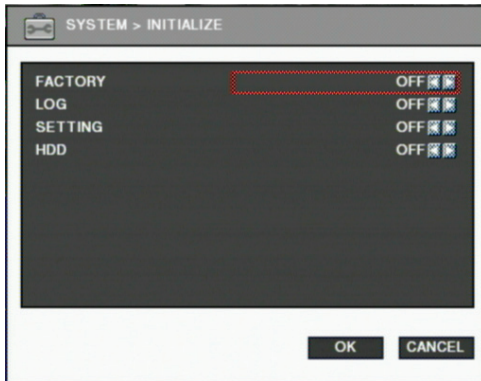 SYSTEM > INITIALIZE
FACTORY OFF
LOG OFF
SETTING OFF
HDD OFF
OK CANCEL